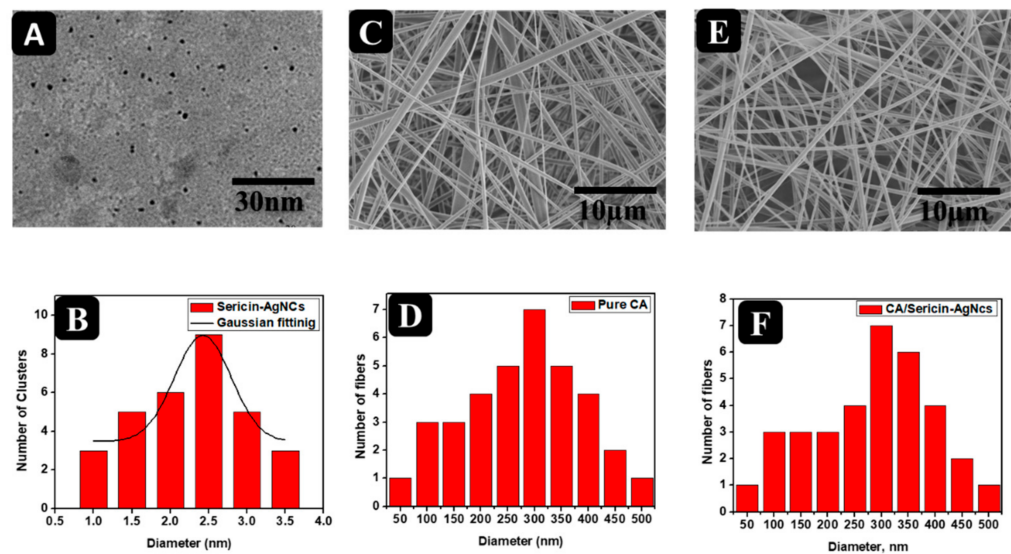 A
30nm
C
10µm
E
10µm
B
Sericin-AgNCs
Gaussian fittinig
Number of Clusters
10
8
6
4
2
0
0.5 1.0 1.5 2.0 2.5 3.0 3.5 4.0
Diameter (nm)
D
Pure CA
Number of fibers
7
6
5
4
3
2
1
0
50 100 150 200 250 300 350 400 450 500
Diameter (nm)
F
CA/Sericin-AgNcs
Number of fibers
8
7
6
5
4
3
2
1
0
50 100 150 200 250 300 350 400 450 500
Diameter, nm